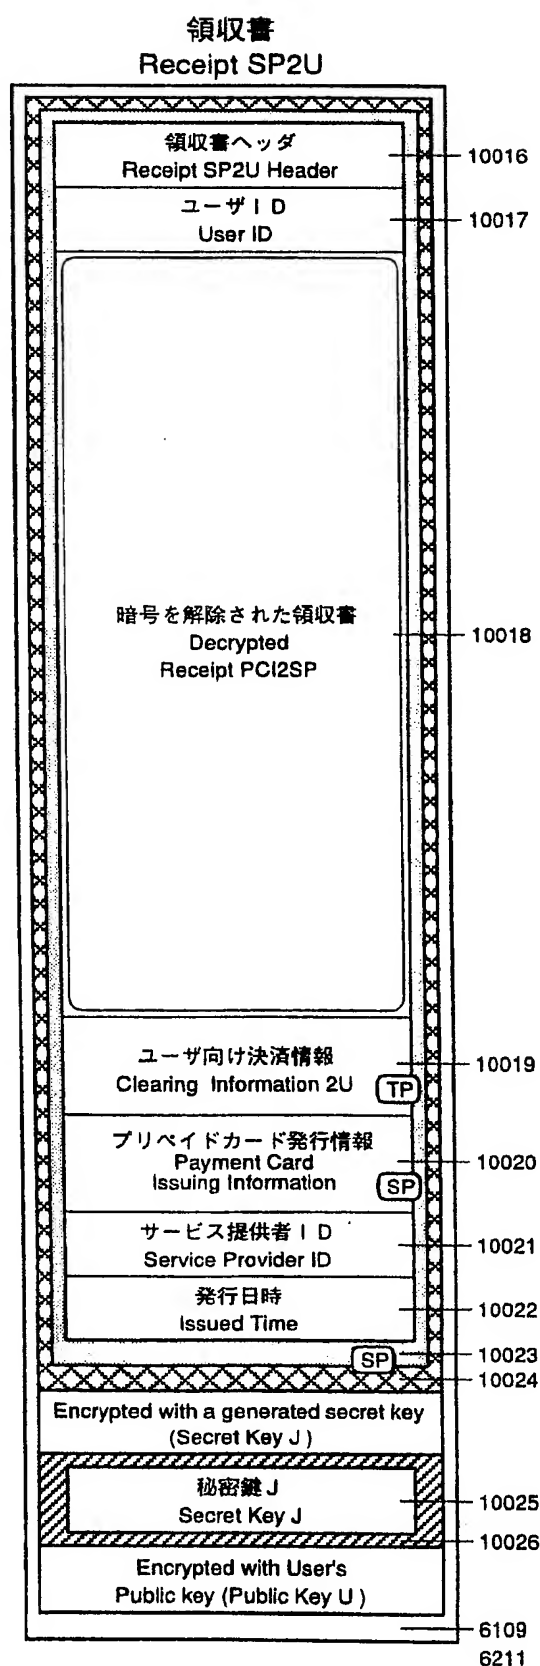 領収書
Receipt SP2U
領収書ヘッダ
Receipt SP2U Header
10016
ユーザID
User ID
10017
暗号を解除された領収書
Decrypted
Receipt PCI2SP
10018
ユーザ向け決済情報
Clearing Information 2U
TP
10019
プリペイドカード発行情報
Payment Card
Issuing Information
SP
10020
サービス提供者ID
Service Provider ID
10021
発行日時
Issued Time
10022
SP
10023
10024
Encrypted with a generated secret key
(Secret Key J )
秘密鍵J
Secret Key J
10025
10026
Encrypted with User's
Public key (Public Key U )
6109
6211